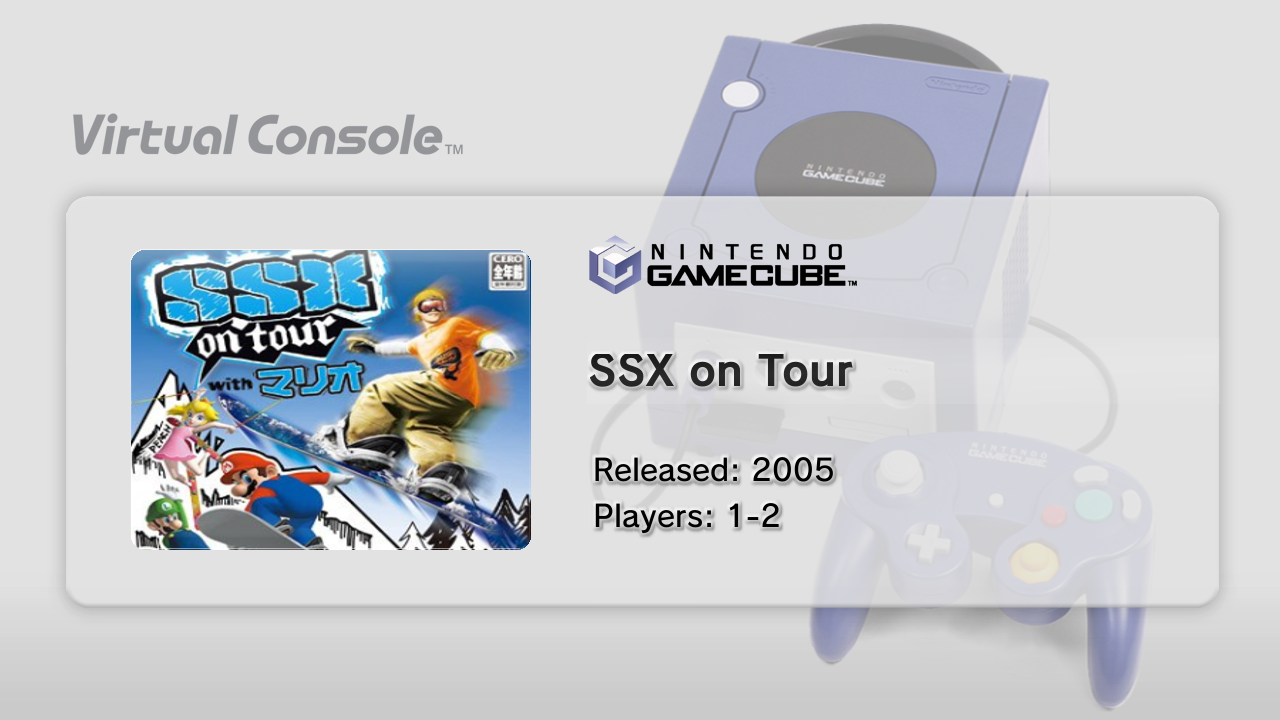 Virtual Console™
NINTENDO
GAMECUBE
NINTENDO
GAMECUBE™
CERO
全年齢
SSX
on tour
with マリオ
PEACH
SSX on Tour
Released: 2005
Players: 1-2
NINTENDO
GAMECUBE